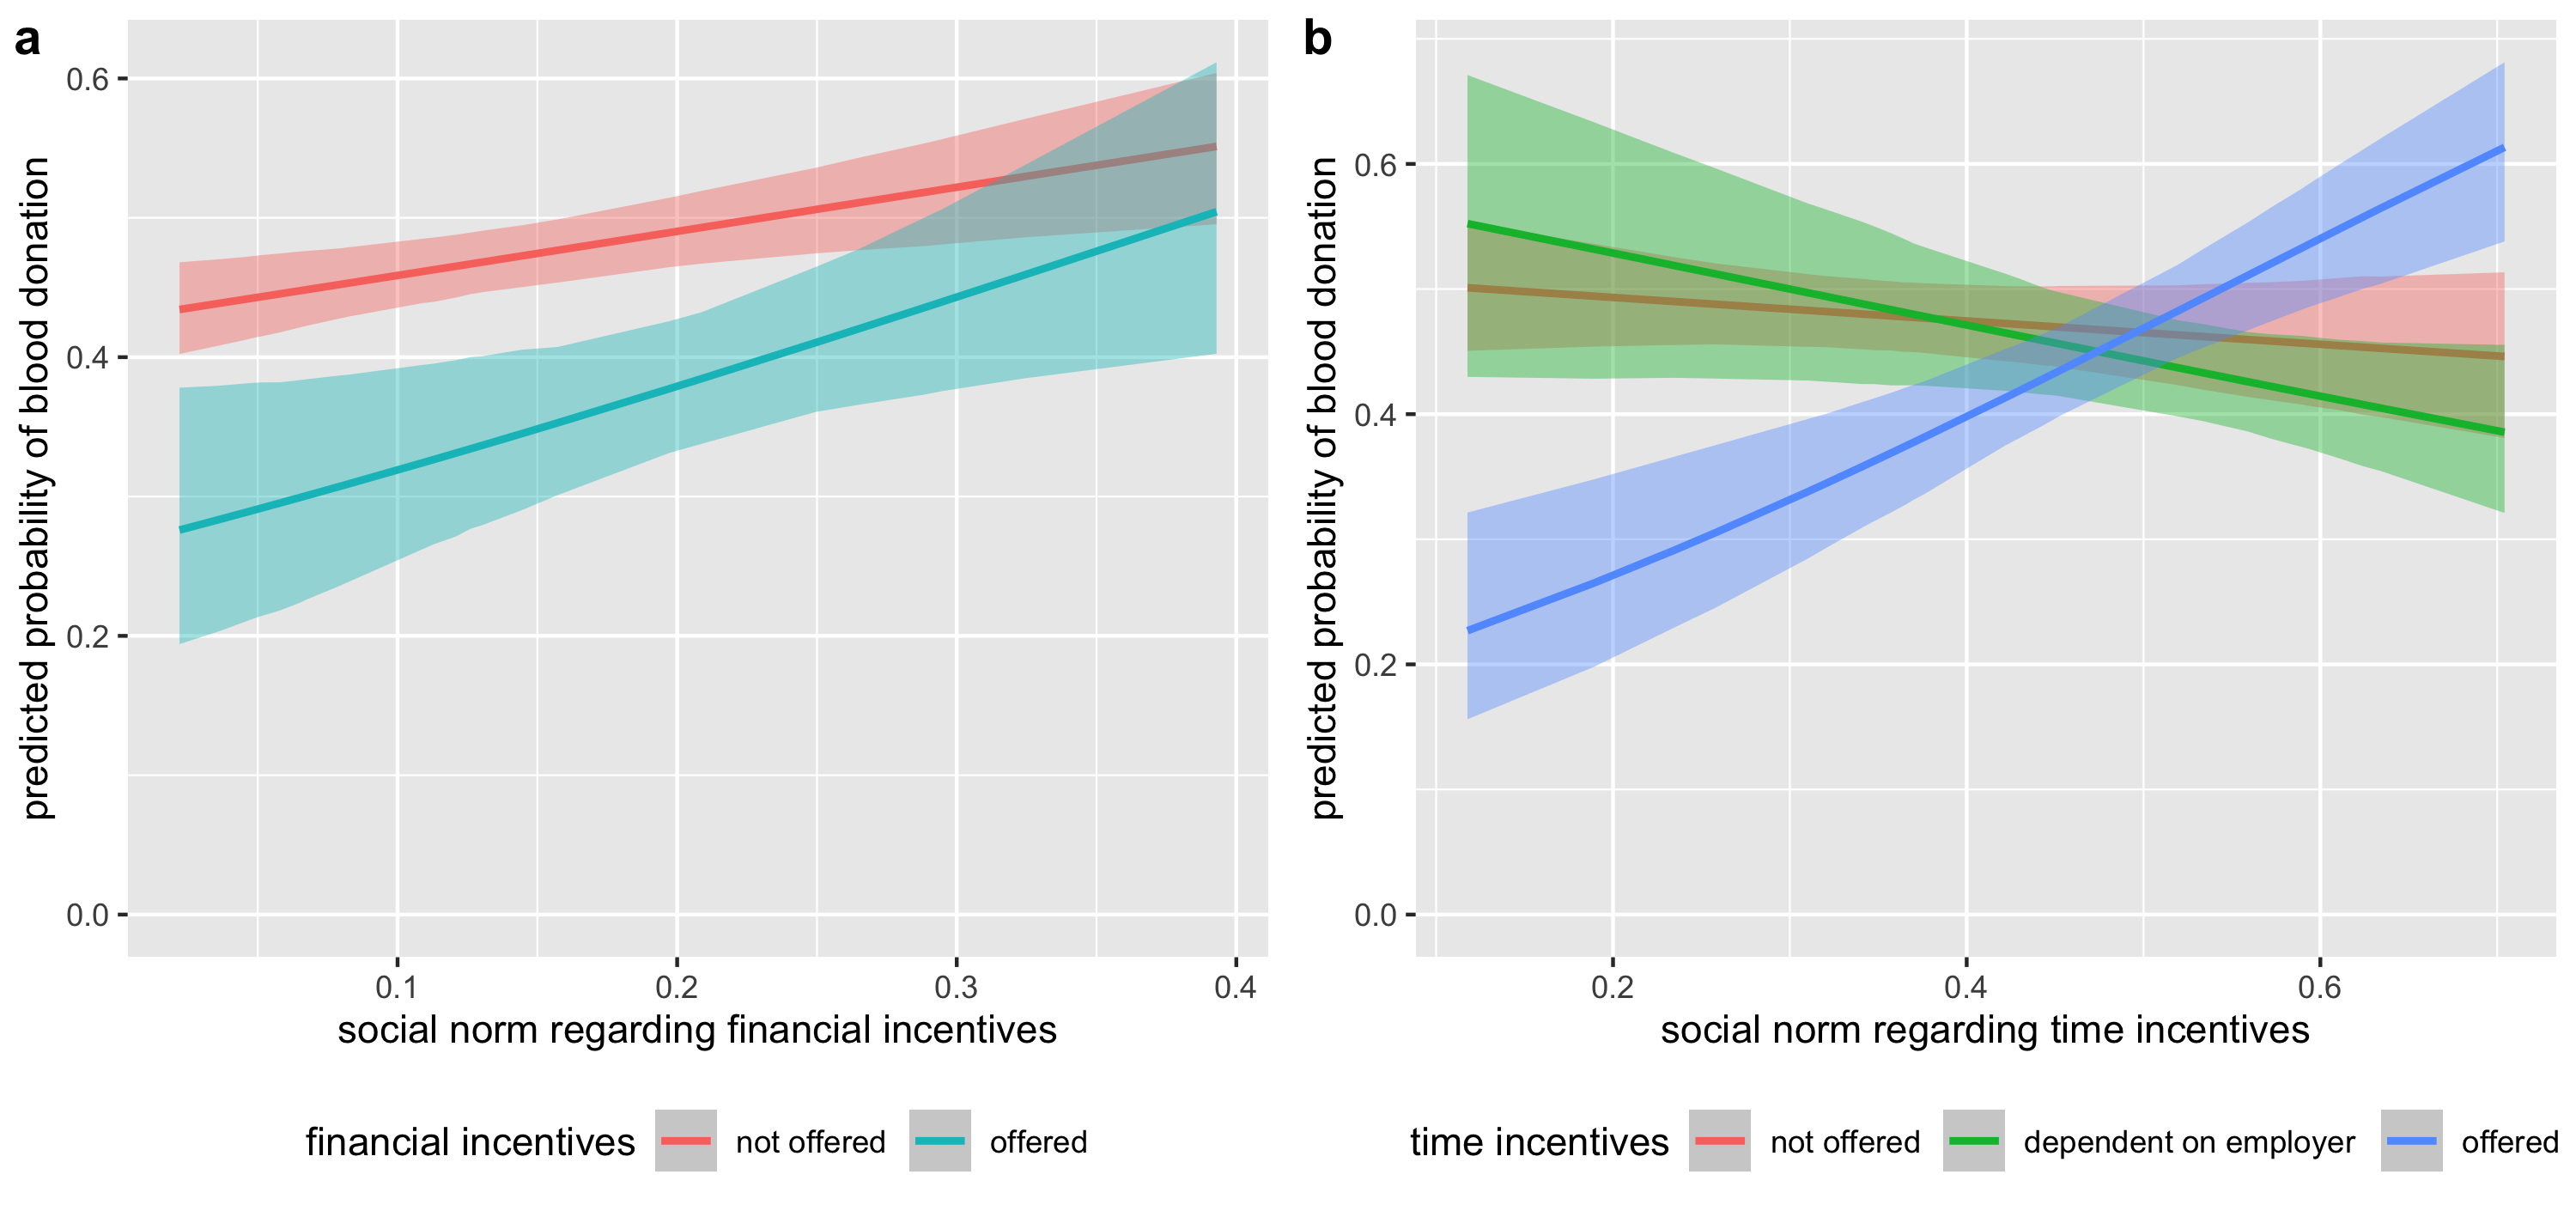 a
predicted probability of blood donation
0.6
0.4
0.2
0.0
0.1 0.2 0.3 0.4
social norm regarding financial incentives
financial incentives not offered offered
b
predicted probability of blood donation
0.6
0.4
0.2
0.0
0.2 0.4 0.6
social norm regarding time incentives
time incentives not offered dependent on employer offered